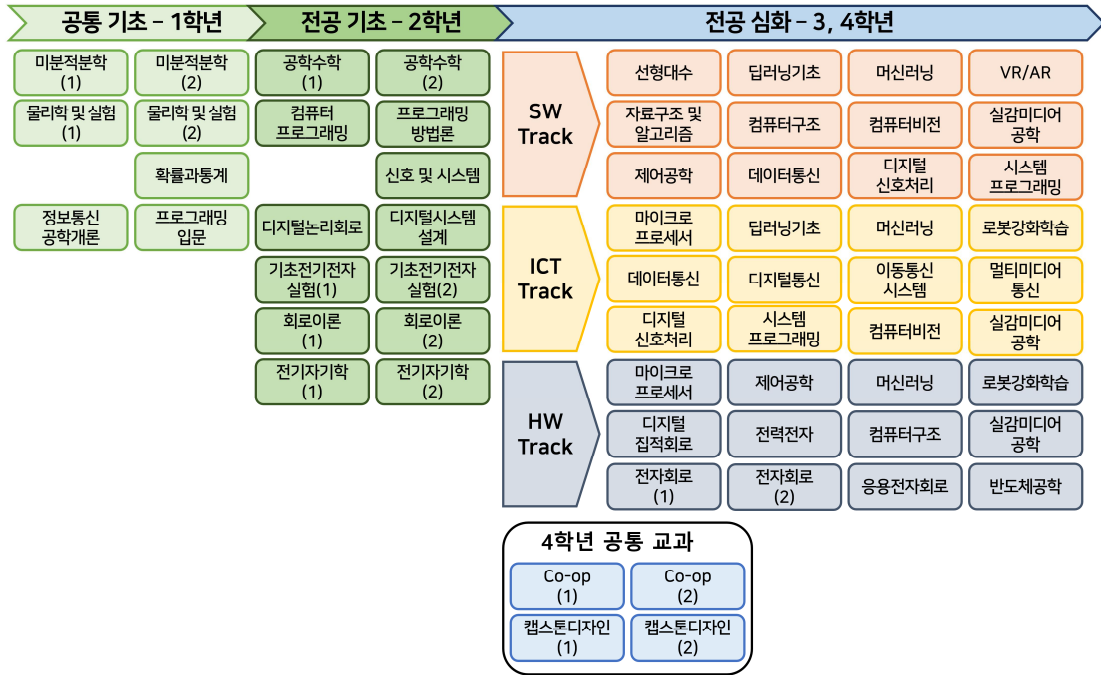 공통 기초 – 1학년
전공 기초 – 2학년
전공 심화 – 3, 4학년
미분적분학
(1)
미분적분학
(2)
물리학 및 실험
(1)
물리학 및 실험
(2)
확률과통계
정보통신
공학개론
프로그래밍
입문
공학수학
(1)
공학수학
(2)
컴퓨터
프로그래밍
프로그래밍
방법론
신호 및 시스템
디지털논리회로
디지털시스템
설계
기초전기전자
실험(1)
기초전기전자
실험(2)
회로이론
(1)
회로이론
(2)
전기자기학
(1)
전기자기학
(2)
SW
Track
선형대수
딥러닝기초
머신러닝
VR/AR
자료구조 및
알고리즘
컴퓨터구조
컴퓨터비전
실감미디어
공학
제어공학
데이터통신
디지털
신호처리
시스템
프로그래밍
ICT
Track
마이크로
프로세서
딥러닝기초
머신러닝
로봇강화학습
데이터통신
디지털통신
이동통신
시스템
멀티미디어
통신
디지털
신호처리
시스템
프로그래밍
컴퓨터비전
실감미디어
공학
HW
Track
마이크로
프로세서
제어공학
머신러닝
로봇강화학습
디지털
집적회로
전력전자
컴퓨터구조
실감미디어
공학
전자회로
(1)
전자회로
(2)
응용전자회로
반도체공학
4학년 공통 교과
Co-op
(1)
Co-op
(2)
캡스톤디자인
(1)
캡스톤디자인
(2)